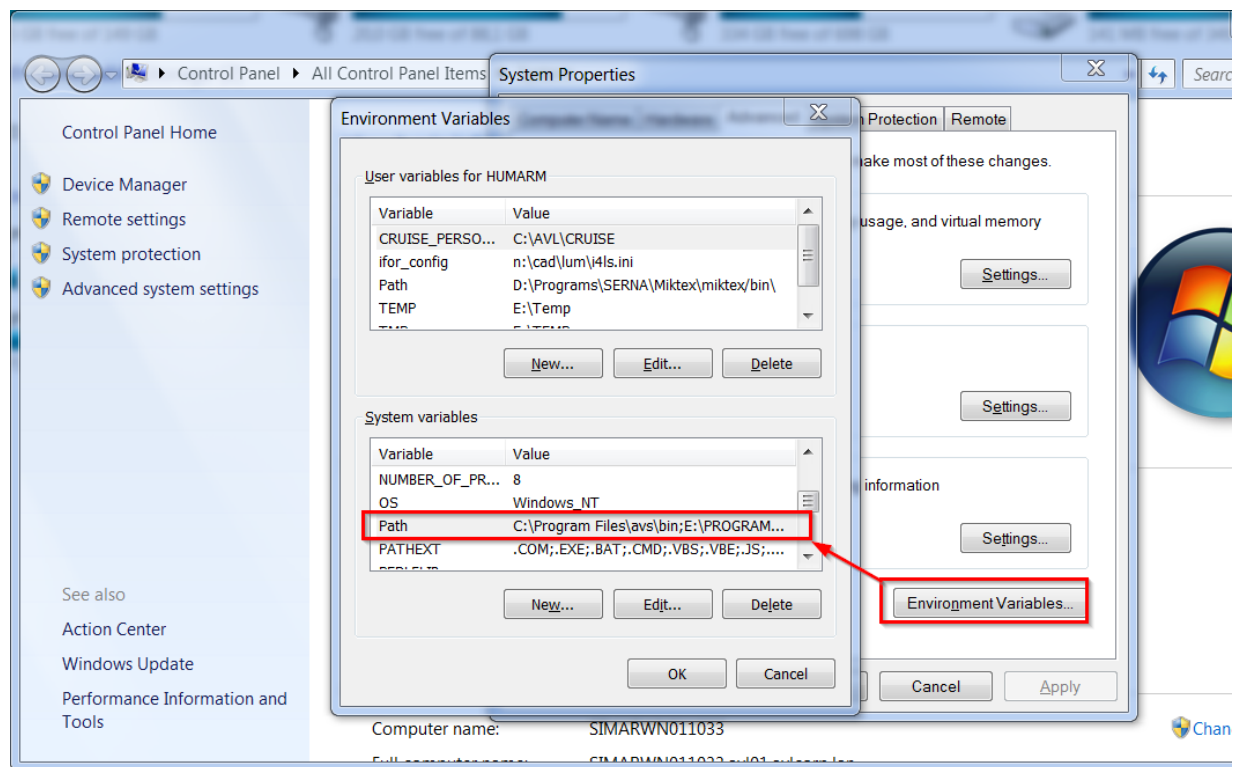 Control Panel ▸ All Control Panel Items
System Properties
Searc
Environment Variables
Protection
Remote
Control Panel Home
Device Manager
Remote settings
System protection
Advanced system settings
ake most of these changes.
User variables for HUMARM
Variable Value
CRUISE_PERSO... C:\AVL\CRUISE
ifor_config n:\cad\lum\i4ls.ini
Path D:\Programs\SERNA\Miktex\miktex/bin\
TEMP E:\Temp
New... Edit... Delete
usage, and virtual memory
Settings...
Settings...
System variables
Variable Value
NUMBER_OF_PR... 8
OS Windows_NT
Path C:\Program Files\avs\bin;E:\PROGRAM...
PATHEXT .COM;.EXE;.BAT;.CMD;.VBS;.VBE;.JS;....
New... Edit... Delete
OK Cancel
information
Settings...
Environment Variables...
Cancel Apply
See also
Action Center
Windows Update
Performance Information and
Tools
Computer name: SIMARWN011033
Chan